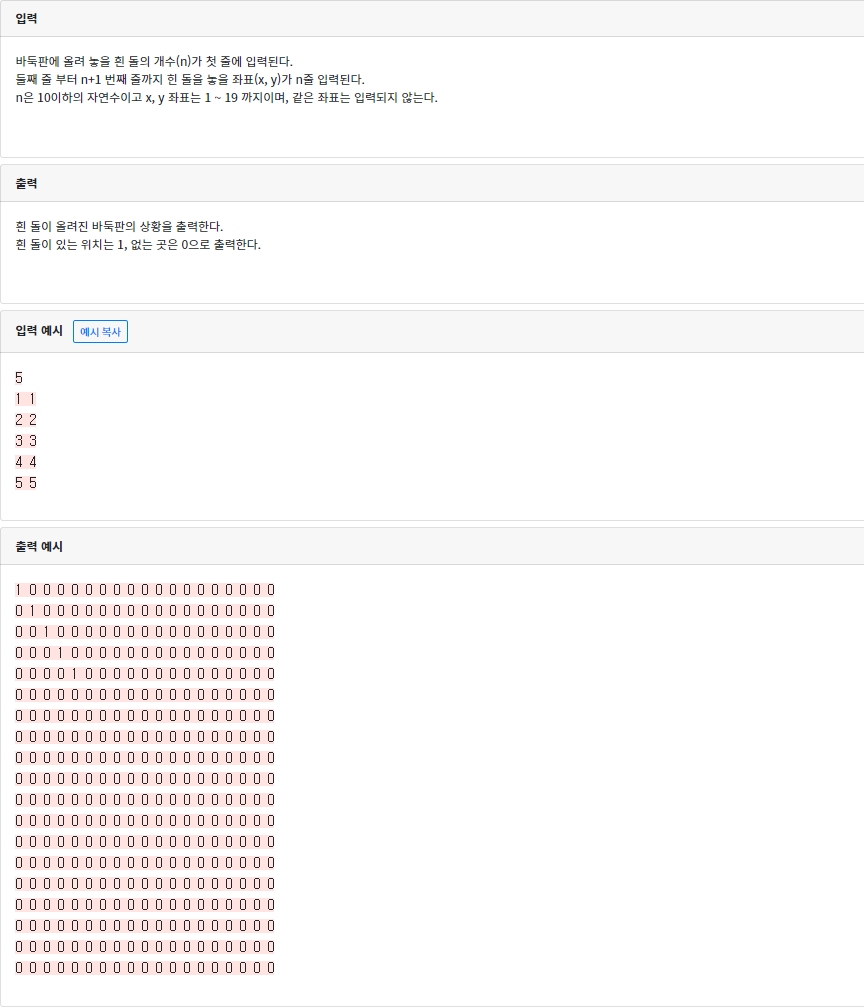 입력
바둑판에 올려 놓을 흰 돌의 개수(n)가 첫 줄에 입력된다.
둘째 줄 부터 n+1 번째 줄까지 힌 돌을 놓을 좌표(x, y)가 n줄 입력된다.
n은 10이하의 자연수이고 x, y 좌표는 1 ~ 19 까지이며, 같은 좌표는 입력되지 않는다.
출력
흰 돌이 올려진 바둑판의 상황을 출력한다.
흰 돌이 있는 위치는 1, 없는 곳은 0으로 출력한다.
입력 예시 예시 복사
5
1 1
2 2
3 3
4 4
5 5
출력 예시
1 0 0 0 0 0 0 0 0 0 0 0 0 0 0 0 0 0 0
0 1 0 0 0 0 0 0 0 0 0 0 0 0 0 0 0 0 0
0 0 1 0 0 0 0 0 0 0 0 0 0 0 0 0 0 0 0
0 0 0 1 0 0 0 0 0 0 0 0 0 0 0 0 0 0 0
0 0 0 0 1 0 0 0 0 0 0 0 0 0 0 0 0 0 0
0 0 0 0 0 0 0 0 0 0 0 0 0 0 0 0 0 0 0
0 0 0 0 0 0 0 0 0 0 0 0 0 0 0 0 0 0 0
0 0 0 0 0 0 0 0 0 0 0 0 0 0 0 0 0 0 0
0 0 0 0 0 0 0 0 0 0 0 0 0 0 0 0 0 0 0
0 0 0 0 0 0 0 0 0 0 0 0 0 0 0 0 0 0 0
0 0 0 0 0 0 0 0 0 0 0 0 0 0 0 0 0 0 0
0 0 0 0 0 0 0 0 0 0 0 0 0 0 0 0 0 0 0
0 0 0 0 0 0 0 0 0 0 0 0 0 0 0 0 0 0 0
0 0 0 0 0 0 0 0 0 0 0 0 0 0 0 0 0 0 0
0 0 0 0 0 0 0 0 0 0 0 0 0 0 0 0 0 0 0
0 0 0 0 0 0 0 0 0 0 0 0 0 0 0 0 0 0 0
0 0 0 0 0 0 0 0 0 0 0 0 0 0 0 0 0 0 0
0 0 0 0 0 0 0 0 0 0 0 0 0 0 0 0 0 0 0
0 0 0 0 0 0 0 0 0 0 0 0 0 0 0 0 0 0 0